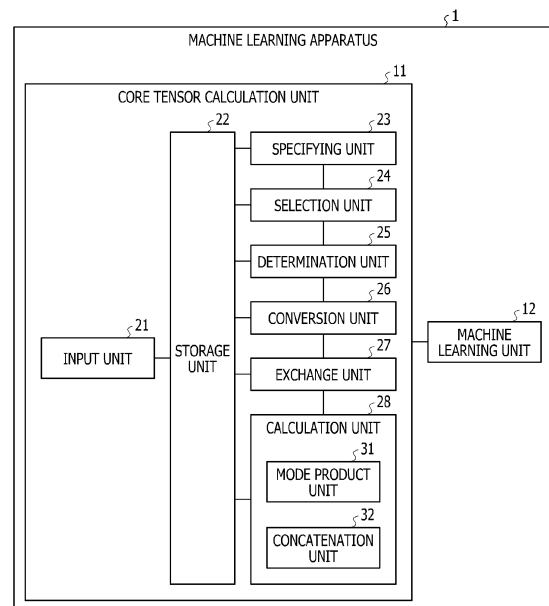 1
MACHINE LEARNING APPARATUS
11
CORE TENSOR CALCULATION UNIT
22
23
SPECIFYING UNIT
24
SELECTION UNIT
25
DETERMINATION UNIT
26
CONVERSION UNIT
12
MACHINE
LEARNING UNIT
21
INPUT UNIT
STORAGE
UNIT
27
EXCHANGE UNIT
28
CALCULATION UNIT
31
MODE PRODUCT
UNIT
32
CONCATENATION
UNIT